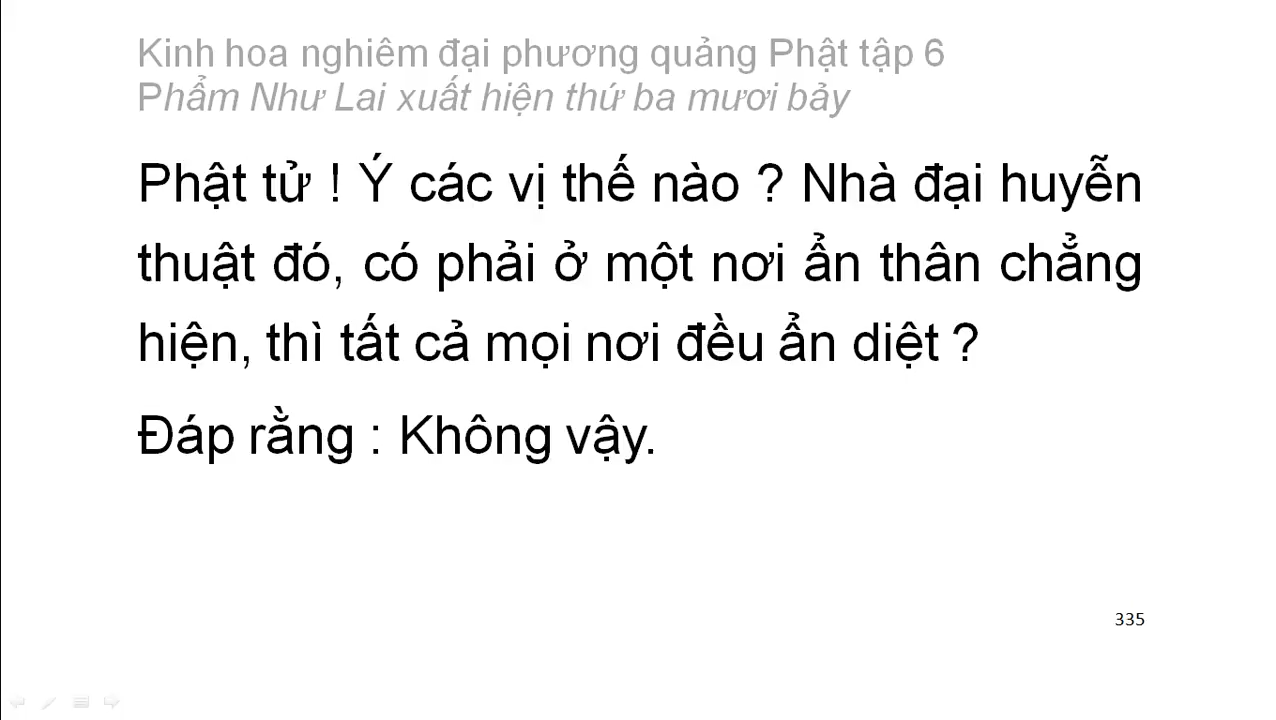 Kinh hoa nghiêm đại phương quảng Phật tập 6
Phẩm Như Lai xuất hiện thứ ba mươi bảy
Phật tử ! Ý các vị thế nào ? Nhà đại huyễn
thuật đó, có phải ở một nơi ẩn thân chẳng
hiện, thì tất cả mọi nơi đều ẩn diệt ?
Đáp rằng : Không vậy.
335